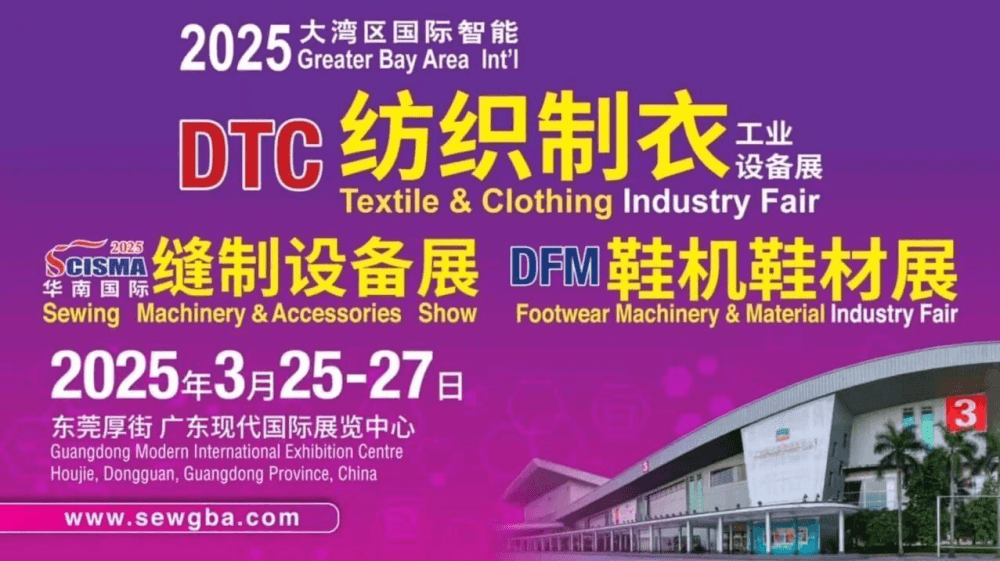 2025 大湾区国际智能
Greater Bay Area Int'l
DTC 纺织制衣 工业
设备展
Textile & Clothing Industry Fair
2025
SCISMA
华南国际
缝制设备展
Sewing Machinery & Accessories Show
DFM 鞋机鞋材展
Footwear Machinery & Material Industry Fair
2025年3月25-27日
东莞厚街 广东现代国际展览中心
Guangdong Modern International Exhibition Centre
Houjie, Dongguan, Guangdong Province, China
www.sewgba.com
3
3